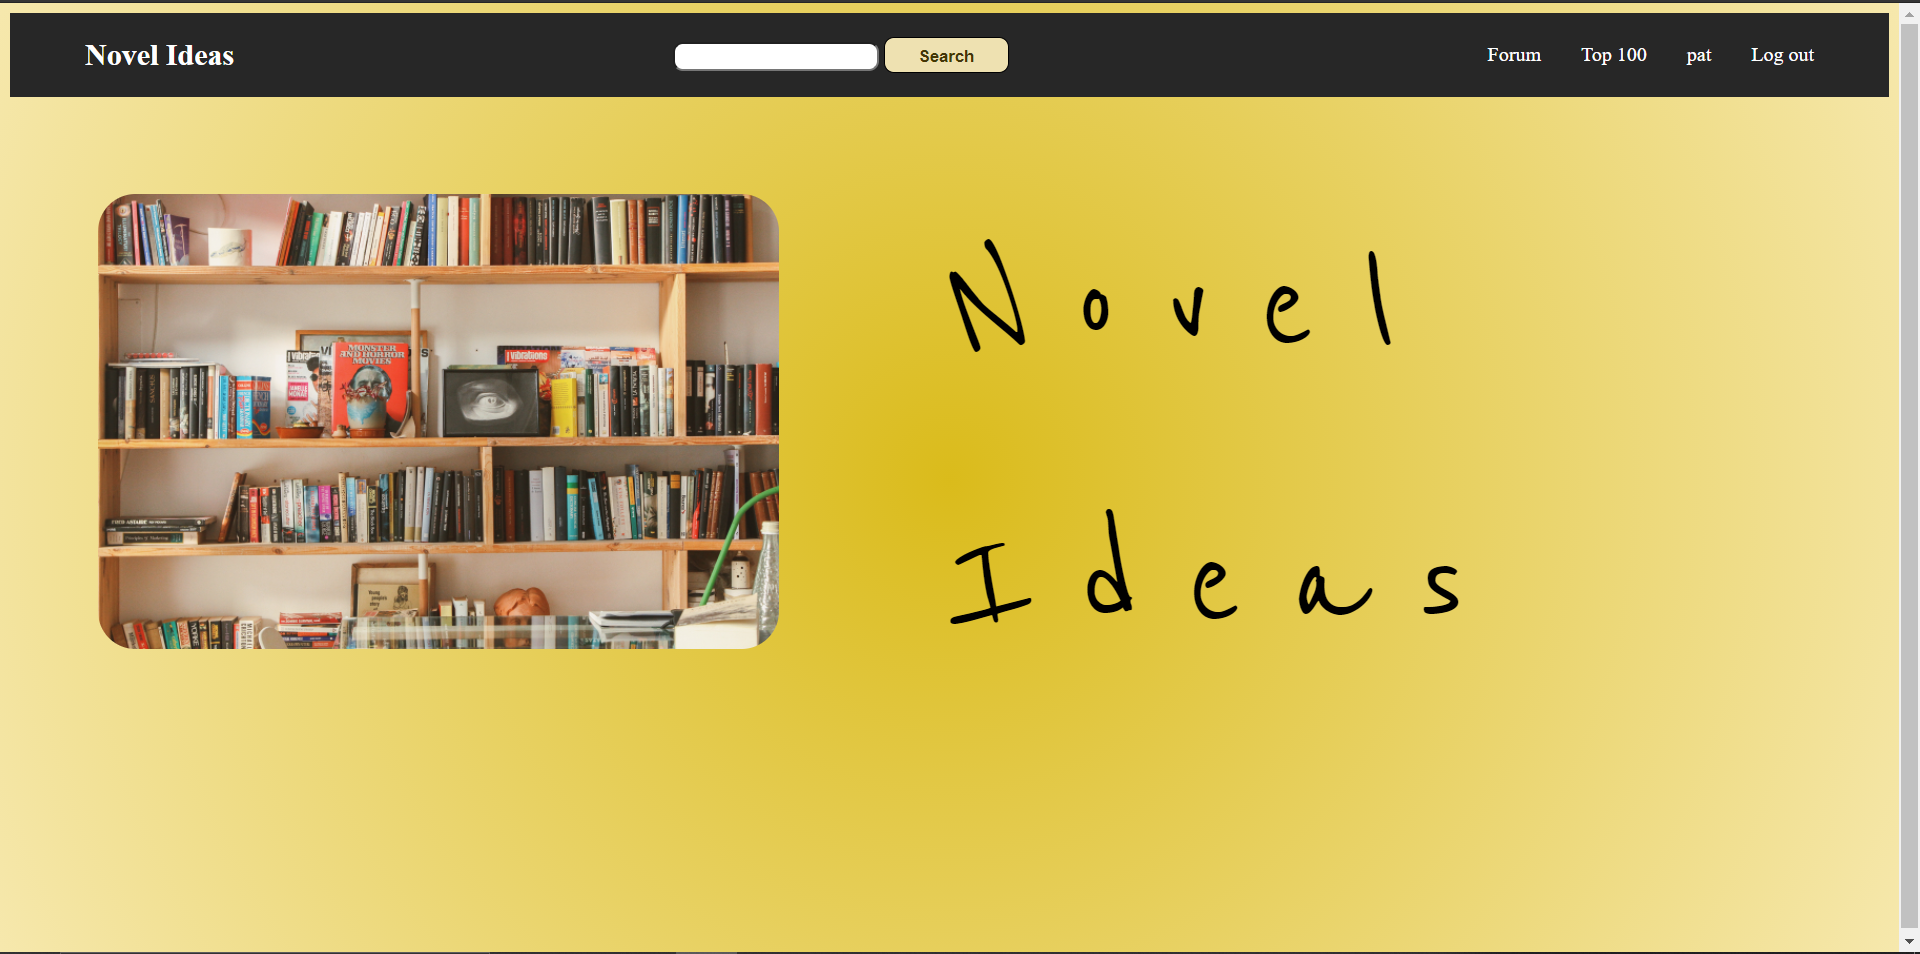 Novel Ideas
Search
Forum
Top 100
pat
Log out
MONSTER
AND HORROR
MOVIES
vibrations
Novel
Ideas